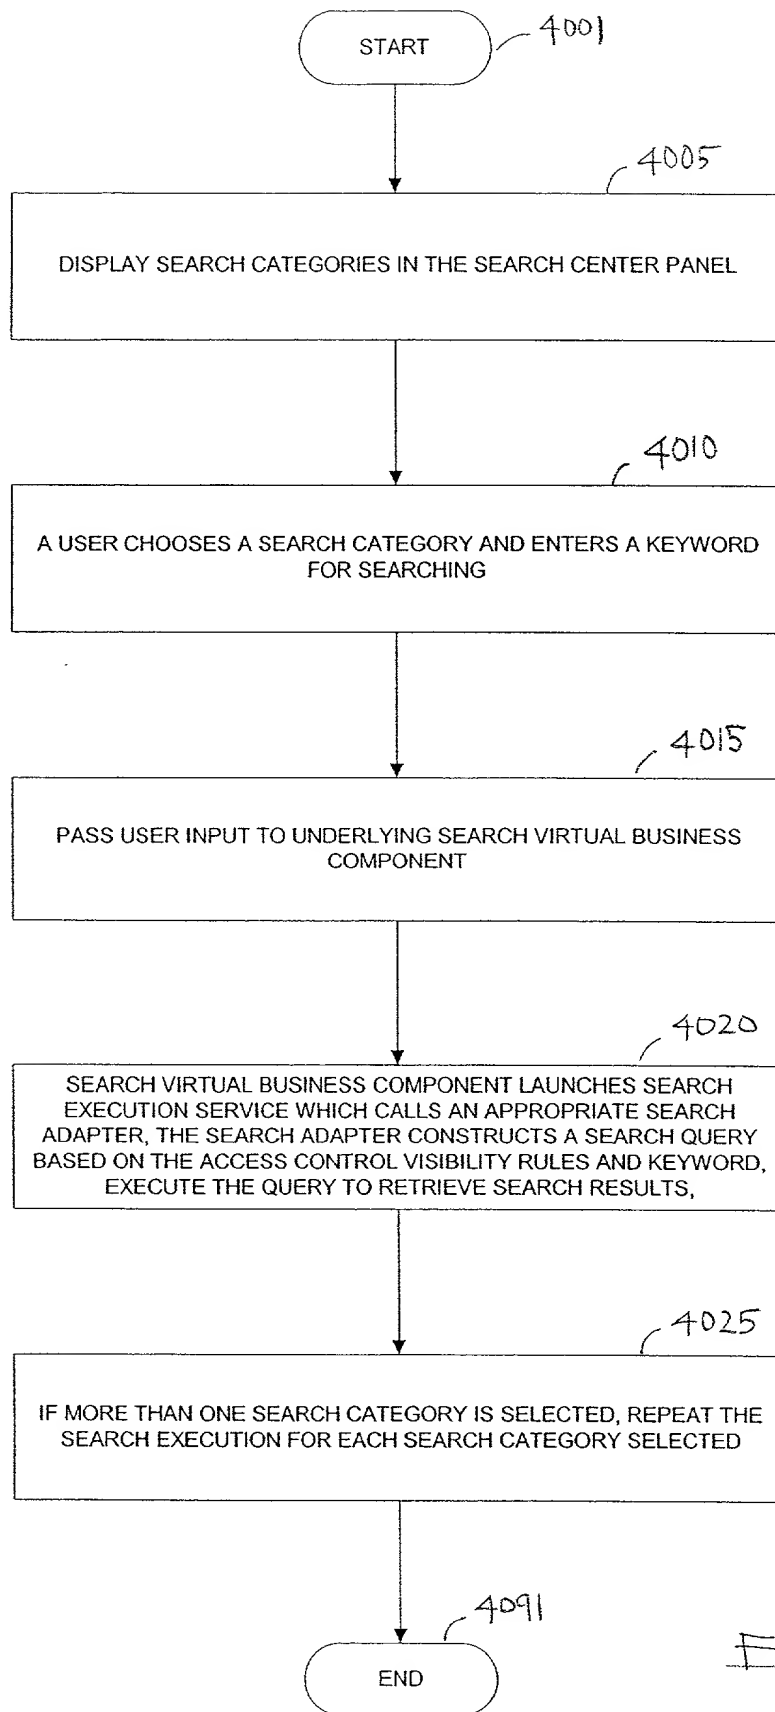 START
4001
4005
DISPLAY SEARCH CATEGORIES IN THE SEARCH CENTER PANEL
4010
A USER CHOOSES A SEARCH CATEGORY AND ENTERS A KEYWORD
FOR SEARCHING
4015
PASS USER INPUT TO UNDERLYING SEARCH VIRTUAL BUSINESS
COMPONENT
4020
SEARCH VIRTUAL BUSINESS COMPONENT LAUNCHES SEARCH
EXECUTION SERVICE WHICH CALLS AN APPROPRIATE SEARCH
ADAPTER, THE SEARCH ADAPTER CONSTRUCTS A SEARCH QUERY
BASED ON THE ACCESS CONTROL VISIBILITY RULES AND KEYWORD,
EXECUTE THE QUERY TO RETRIEVE SEARCH RESULTS,
4025
IF MORE THAN ONE SEARCH CATEGORY IS SELECTED, REPEAT THE
SEARCH EXECUTION FOR EACH SEARCH CATEGORY SELECTED
4091
END